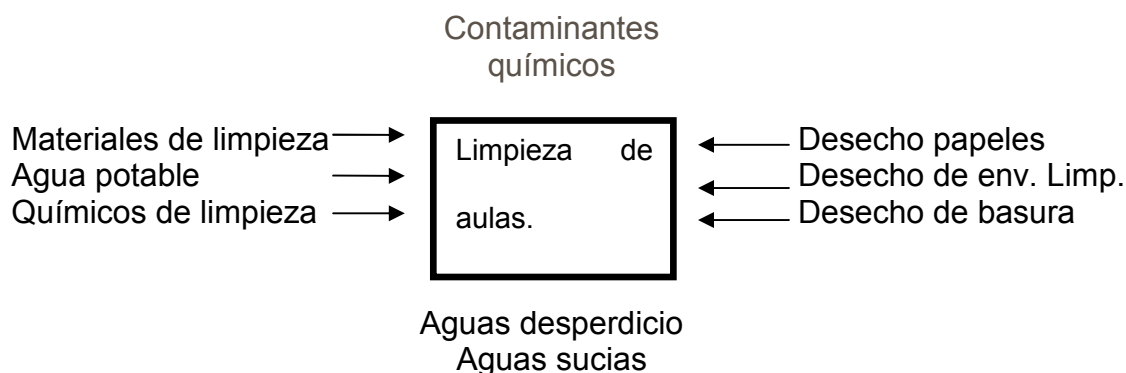 Contaminantes
químicos
Materiales de limpieza
Agua potable
Químicos de limpieza
Limpieza de
aulas.
Desecho papeles
Desecho de env. Limp.
Desecho de basura
Aguas desperdicio
Aguas sucias